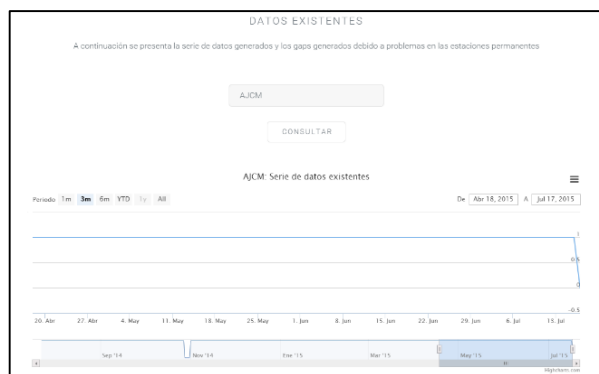 DATOS EXISTENTES
A continuación se presenta la serie de datos generados y los gaps generados debido a problemas en las estaciones permanentes
AJCM
CONSULTAR
AJCM: Serie de datos existentes
Periodo 1m 3m 6m YTD 1y All De Abr 18, 2015 A Jul 17, 2015
1
0.5
0
-0.5
20. Abr 27. Abr 4. May 11. May 18. May 25. May 1. Jun 8. Jun 15. Jun 22. Jun 29. Jun 6. Jul 13. Jul
Sep '14 Nov '14 Ene '15 Mar '15 May '15 Jul '15
Highcharts.com